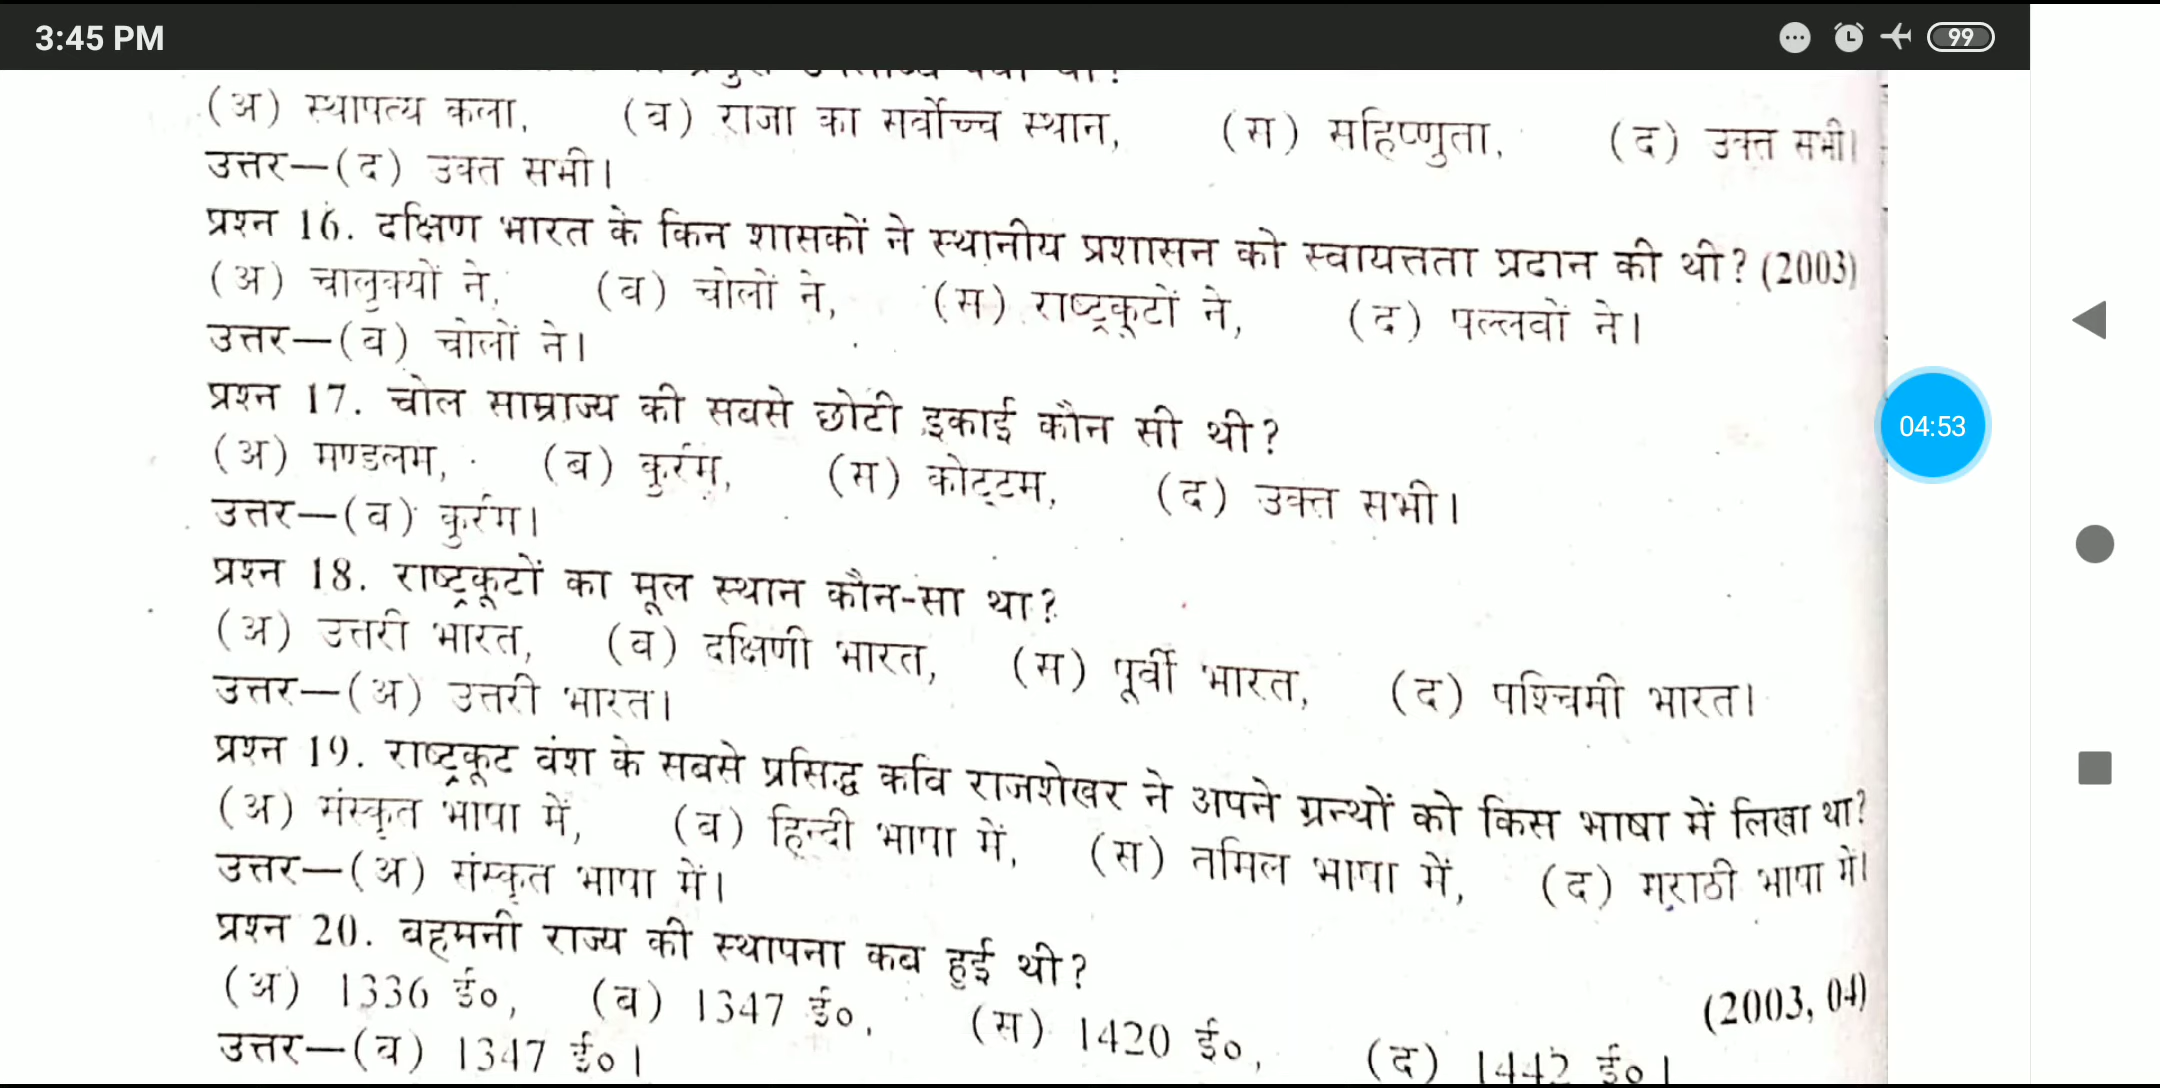 3:45 PM
99
(अ) स्थापत्य कला, (ब) राजा का सर्वोच्च स्थान, (स) सहिष्णुता, (द) उक्त सभी।
उत्तर—(द) उक्त सभी।
प्रश्न 16. दक्षिण भारत के किन शासकों ने स्थानीय प्रशासन को स्वायत्तता प्रदान की थी? (2003)
(अ) चालुक्यों ने, (ब) चोलों ने, (स) राष्ट्रकूटों ने, (द) पल्लवों ने।
उत्तर—(ब) चोलों ने।
प्रश्न 17. चोल साम्राज्य की सबसे छोटी इकाई कौन सी थी?
(अ) मण्डलम, (ब) कुर्रम, (स) कोट्टम, (द) उक्त सभी।
उत्तर—(ब) कुर्रम।
04:53
प्रश्न 18. राष्ट्रकूटों का मूल स्थान कौन-सा था?
(अ) उत्तरी भारत, (ब) दक्षिणी भारत, (स) पूर्वी भारत, (द) पश्चिमी भारत।
उत्तर—(अ) उत्तरी भारत।
प्रश्न 19. राष्ट्रकूट वंश के सबसे प्रसिद्ध कवि राजशेखर ने अपने ग्रन्थों को किस भाषा में लिखा था?
(अ) संस्कृत भाषा में, (ब) हिन्दी भाषा में, (स) तमिल भाषा में, (द) मराठी भाषा में।
उत्तर—(अ) संस्कृत भाषा में।
प्रश्न 20. बहमनी राज्य की स्थापना कब हुई थी? (2003, 04)
(अ) 1336 ई०, (ब) 1347 ई०, (स) 1420 ई०, (द) 1442 ई०।
उत्तर—(ब) 1347 ई०।